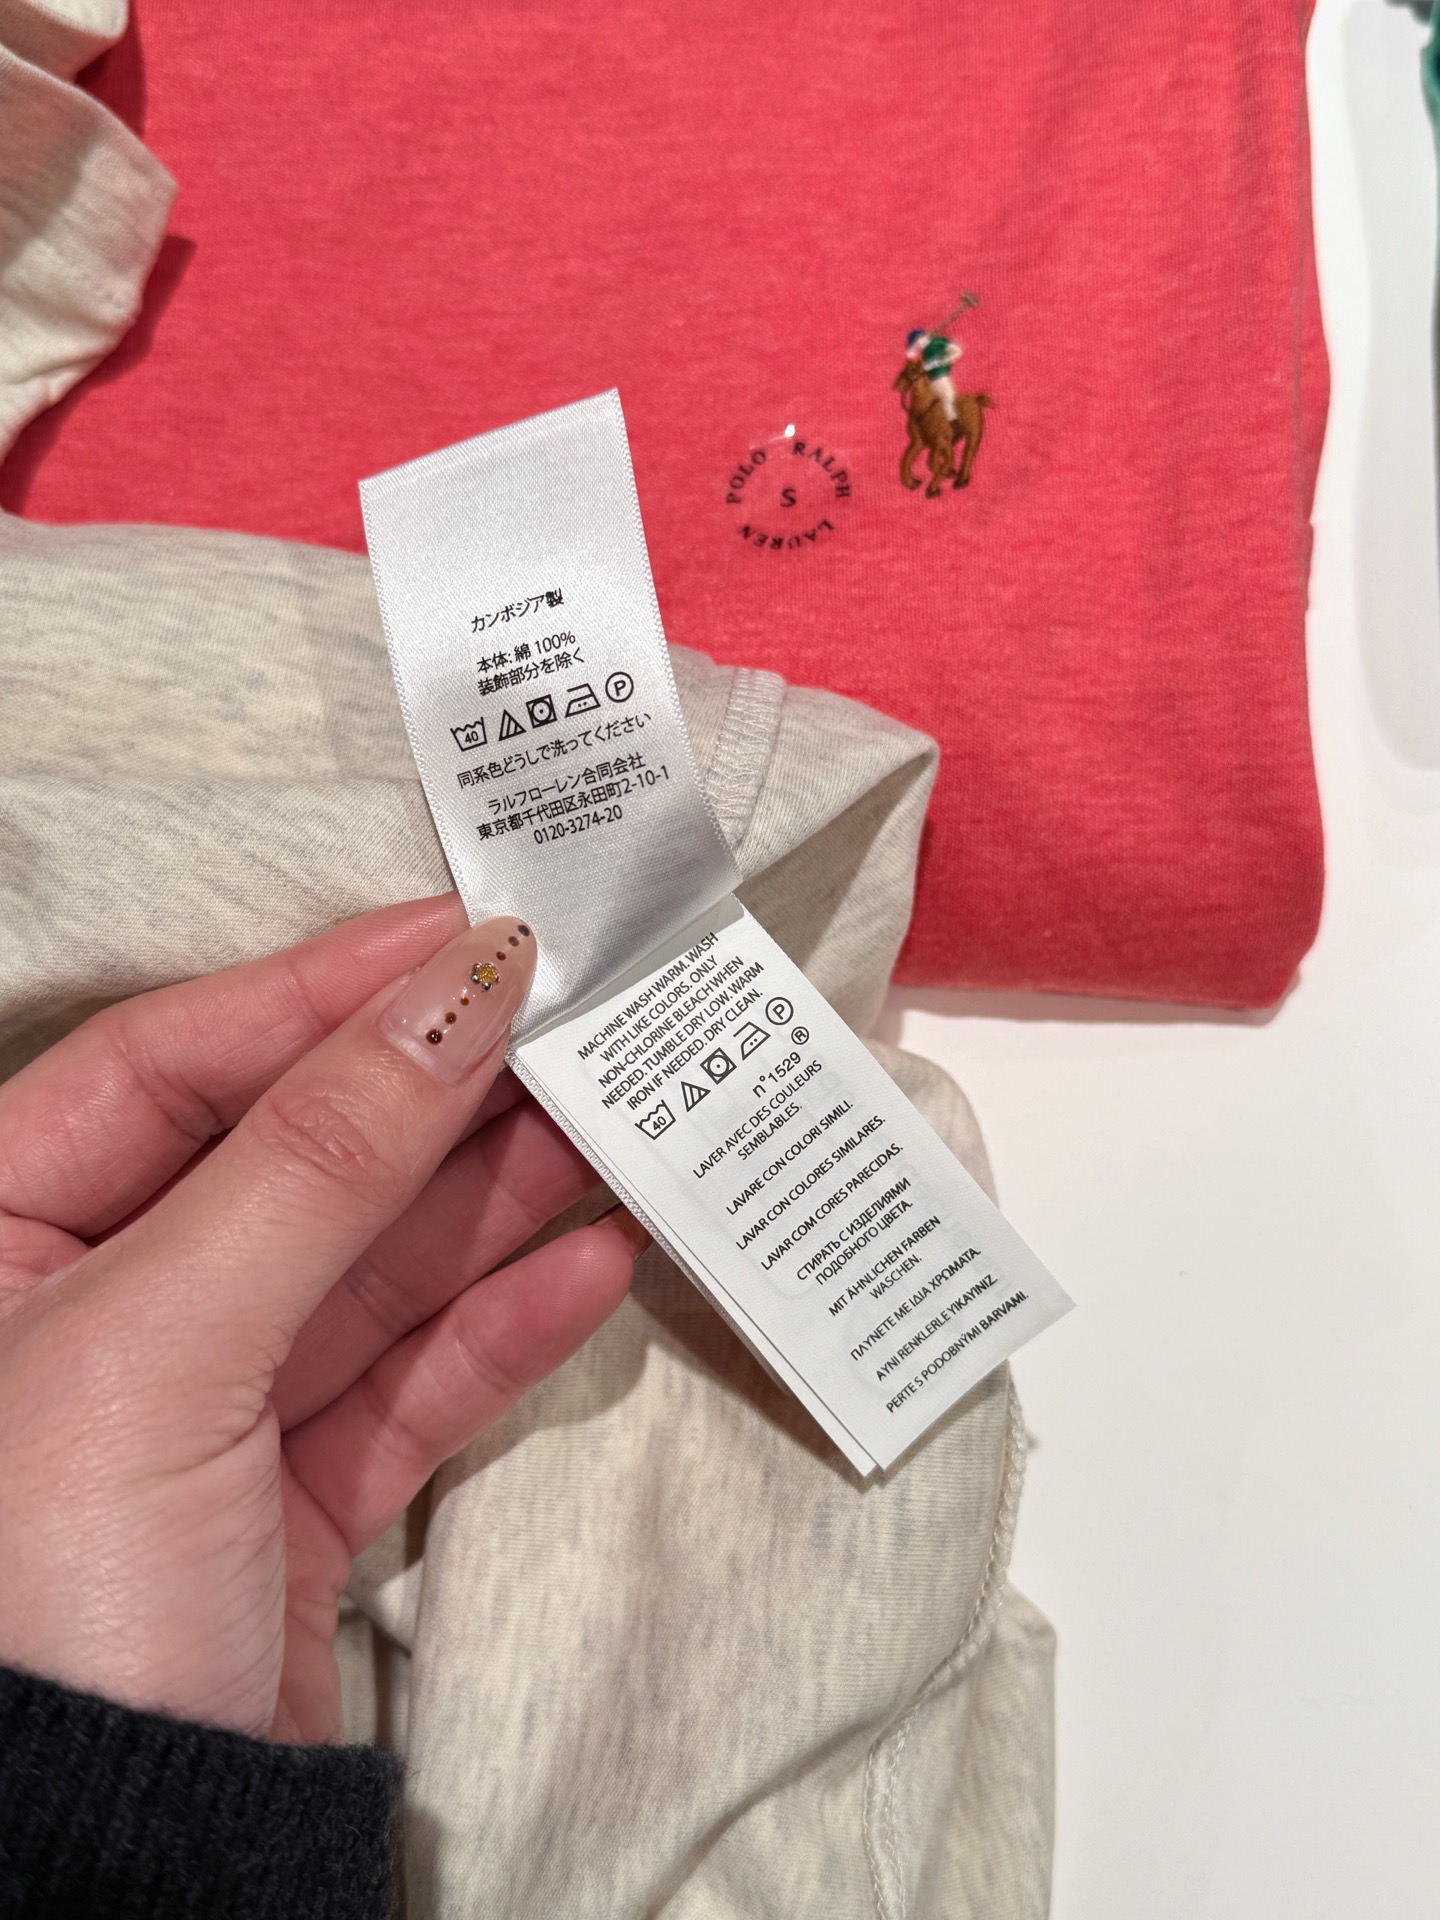 POLO RALPH LAUREN
S
カンボジア製
本体: 綿 100%
装飾部分を除く
40
P
同系色どうしで洗ってください
ラルフローレン合同会社
東京都千代田区永田町2-10-1
0120-3274-20
MACHINE WASH WARM. WASH
WITH LIKE COLORS. ONLY
NON-CHLORINE BLEACH WHEN
NEEDED. TUMBLE DRY LOW. WARM
IRON IF NEEDED. DRY CLEAN.
40
P
n°1529 ®
LAVER AVEC DES COULEURS
SEMBLABLES.
LAVARE CON COLORI SIMILI.
LAVAR CON COLORES SIMILARES.
LAVAR COM CORES PARECIDAS.
СТИРАТЬ С ИЗДЕЛИЯМИ
ПОДОБНОГО ЦВЕТА.
MIT ÄHNLICHEN FARBEN
WASCHEN.
ΠΛΥΝΕΤΕ ΜΕ ΙΔΙΑ ΧΡΩΜΑΤΑ.
AYNI RENKLERLE YIKAYINIZ.
PERTE S PODOBNÝMI BARVAMI.